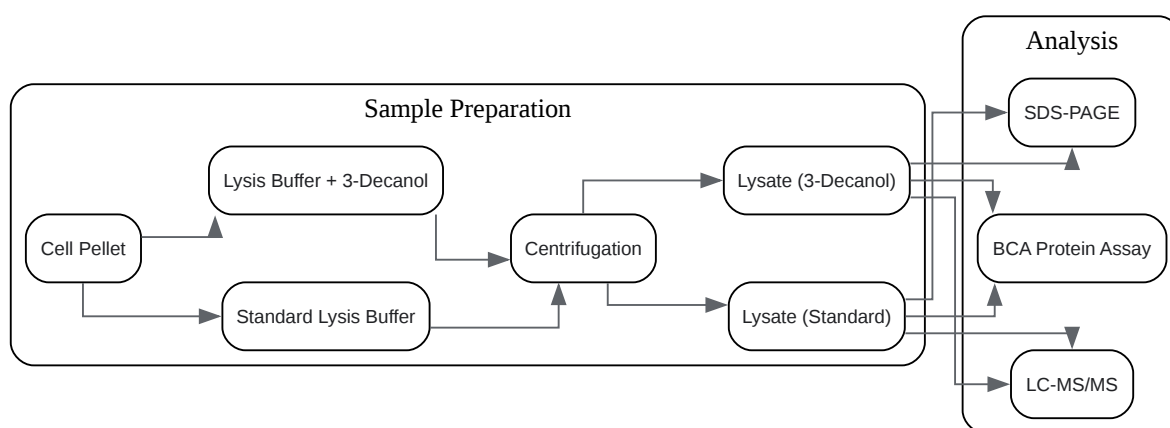 Analysis
Sample Preparation
SDS-PAGE
Lysis Buffer + 3-Decanol
Lysate (3-Decanol)
Cell Pellet
Centrifugation
BCA Protein Assay
Standard Lysis Buffer
Lysate (Standard)
LC-MS/MS